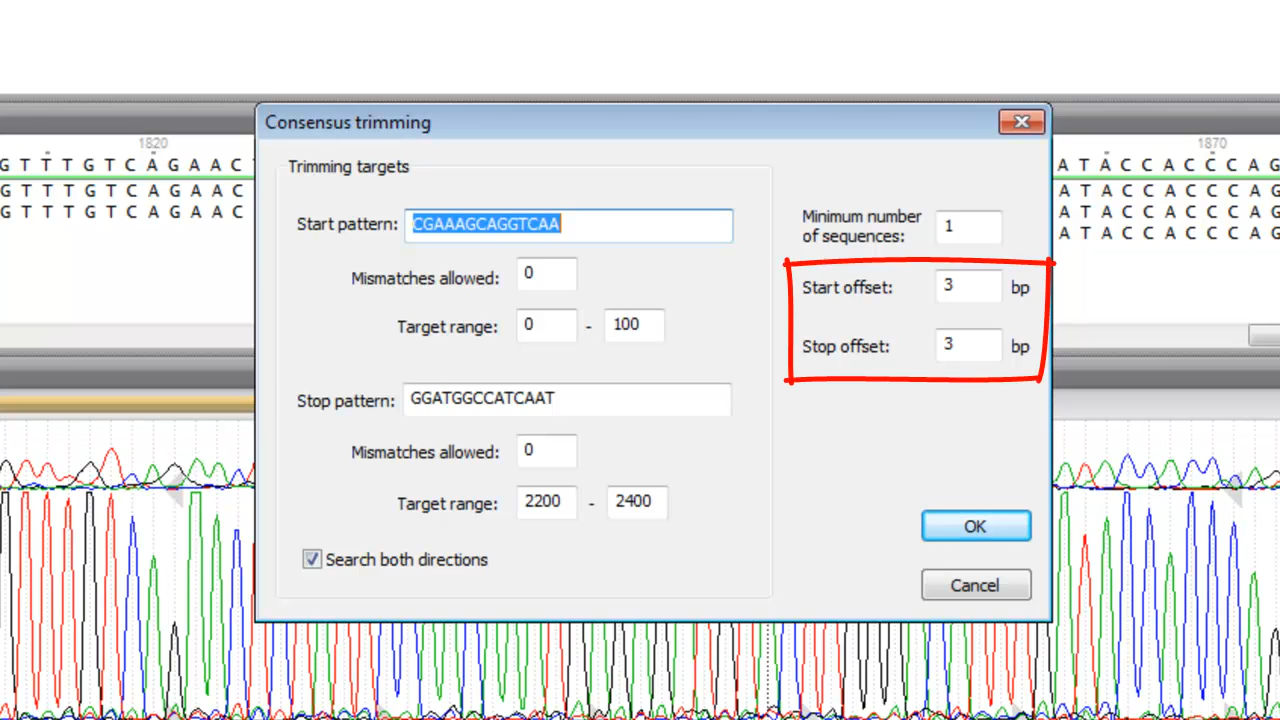 Consensus trimming
1820
1870
G T T T G T C A G A A C
A T A C C A C C C A G
G T T T G T C A G A A C
A T A C C A C C C A G
G T T T G T C A G A A C
A T A C C A C C C A G
A T A C C A C C C A G
Trimming targets
Start pattern: CGAAAGCAGGTCAA
Mismatches allowed: 0
Target range: 0 - 100
Stop pattern: GGATGGCCATCAAT
Mismatches allowed: 0
Target range: 2200 - 2400
Search both directions
Minimum number
of sequences: 1
Start offset: 3 bp
Stop offset: 3 bp
OK
Cancel